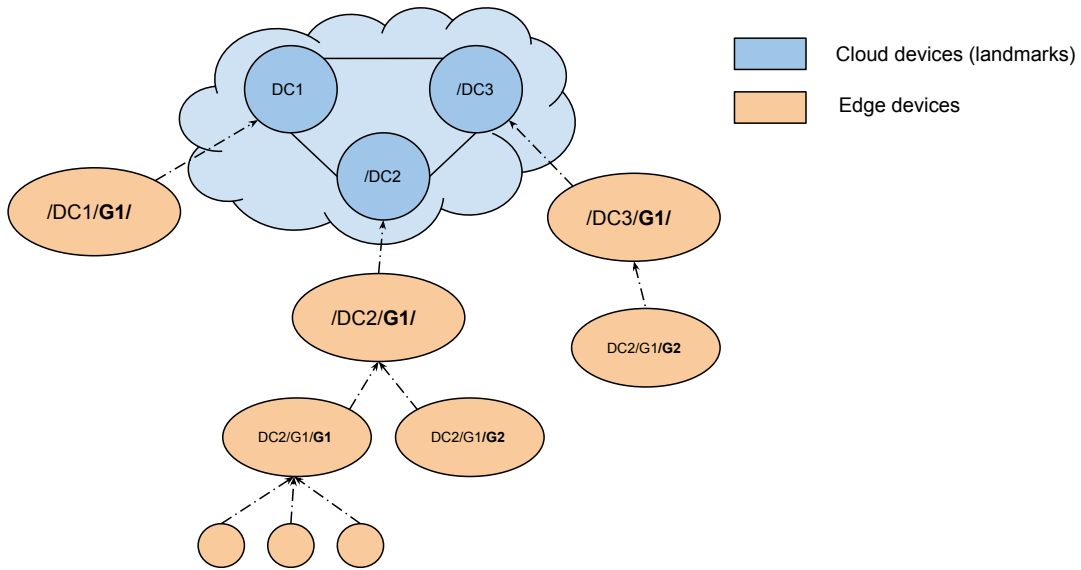 DC1
/DC3
/DC2
Cloud devices (landmarks)
Edge devices
/DC1/G1/
/DC3/G1/
/DC2/G1/
DC2/G1/G2
DC2/G1/G1
DC2/G1/G2